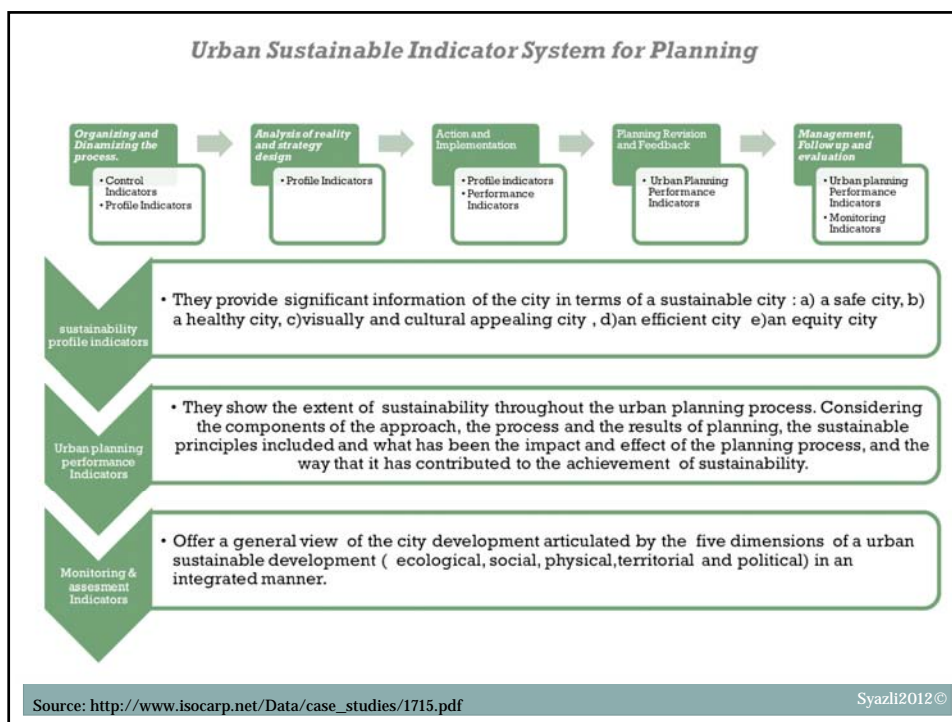 Urban Sustainable Indicator System for Planning
Organizing and
Dinamizing the
process.
• Control
Indicators
• Profile Indicators
Analysis of reality
and strategy
design
• Profile Indicators
Action and
Implementation
• Profile indicators
• Performance
Indicators
Planning Revision
and Feedback
• Urban Planning
Performance
Indicators
Management,
Follow up and
evaluation
• Urban planning
Performance
Indicators
• Monitoring
Indicators
sustainability
profile indicators
• They provide significant information of the city in terms of a sustainable city : a) a safe city, b)
a healthy city, c)visually and cultural appealing city , d)an efficient city e)an equity city
Urban planning
performance
Indicators
• They show the extent of sustainability throughout the urban planning process. Considering
the components of the approach, the process and the results of planning, the sustainable
principles included and what has been the impact and effect of the planning process, and the
way that it has contributed to the achievement of sustainability.
Monitoring &
assesment
Indicators
• Offer a general view of the city development articulated by the five dimensions of a urban
sustainable development ( ecological, social, physical,territorial and political) in an
integrated manner.
Source: http://www.isocarp.net/Data/case_studies/1715.pdf
Syazli2012©